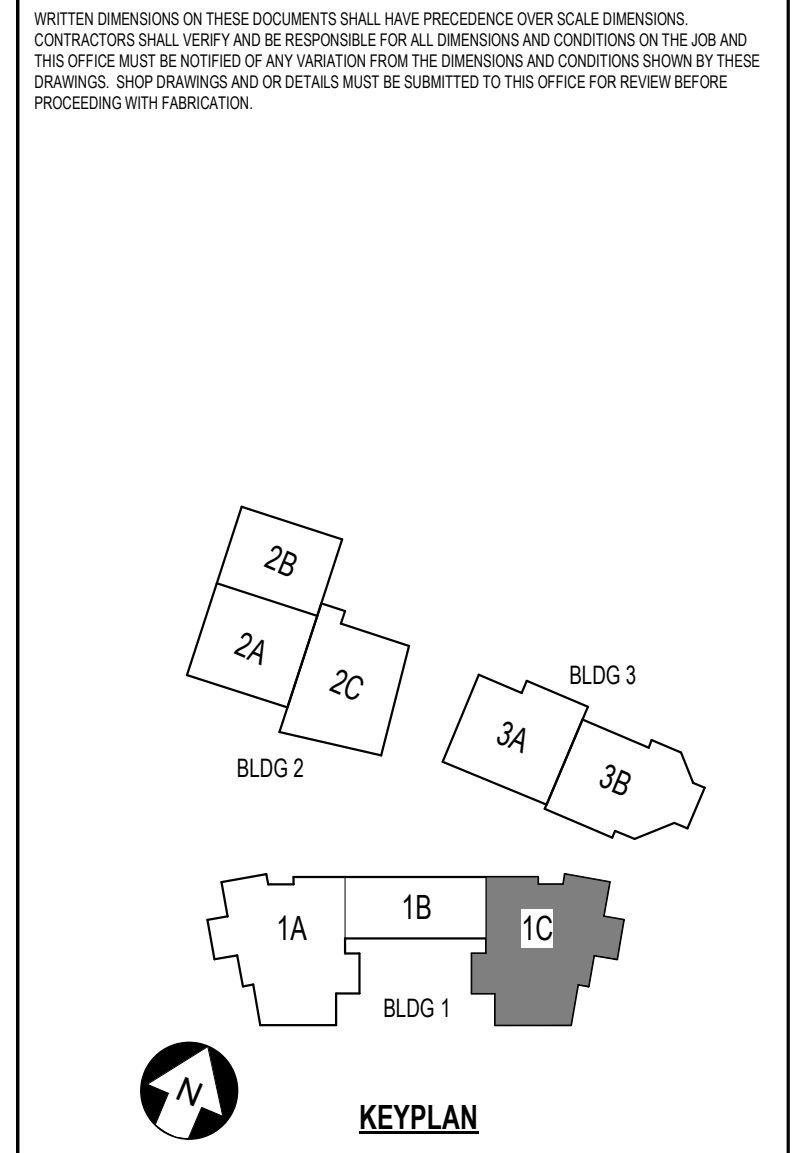 WRITTEN DIMENSIONS ON THESE DOCUMENTS SHALL HAVE PRECEDENCE OVER SCALE DIMENSIONS.
CONTRACTORS SHALL VERIFY AND BE RESPONSIBLE FOR ALL DIMENSIONS AND CONDITIONS ON THE JOB AND
THIS OFFICE MUST BE NOTIFIED OF ANY VARIATION FROM THE DIMENSIONS AND CONDITIONS SHOWN BY THESE
DRAWINGS. SHOP DRAWINGS AND OR DETAILS MUST BE SUBMITTED TO THIS OFFICE FOR REVIEW BEFORE
PROCEEDING WITH FABRICATION.
2B
2A
2C
BLDG 2
BLDG 3
3A
3B
1A
1B
1C
BLDG 1
N
KEYPLAN